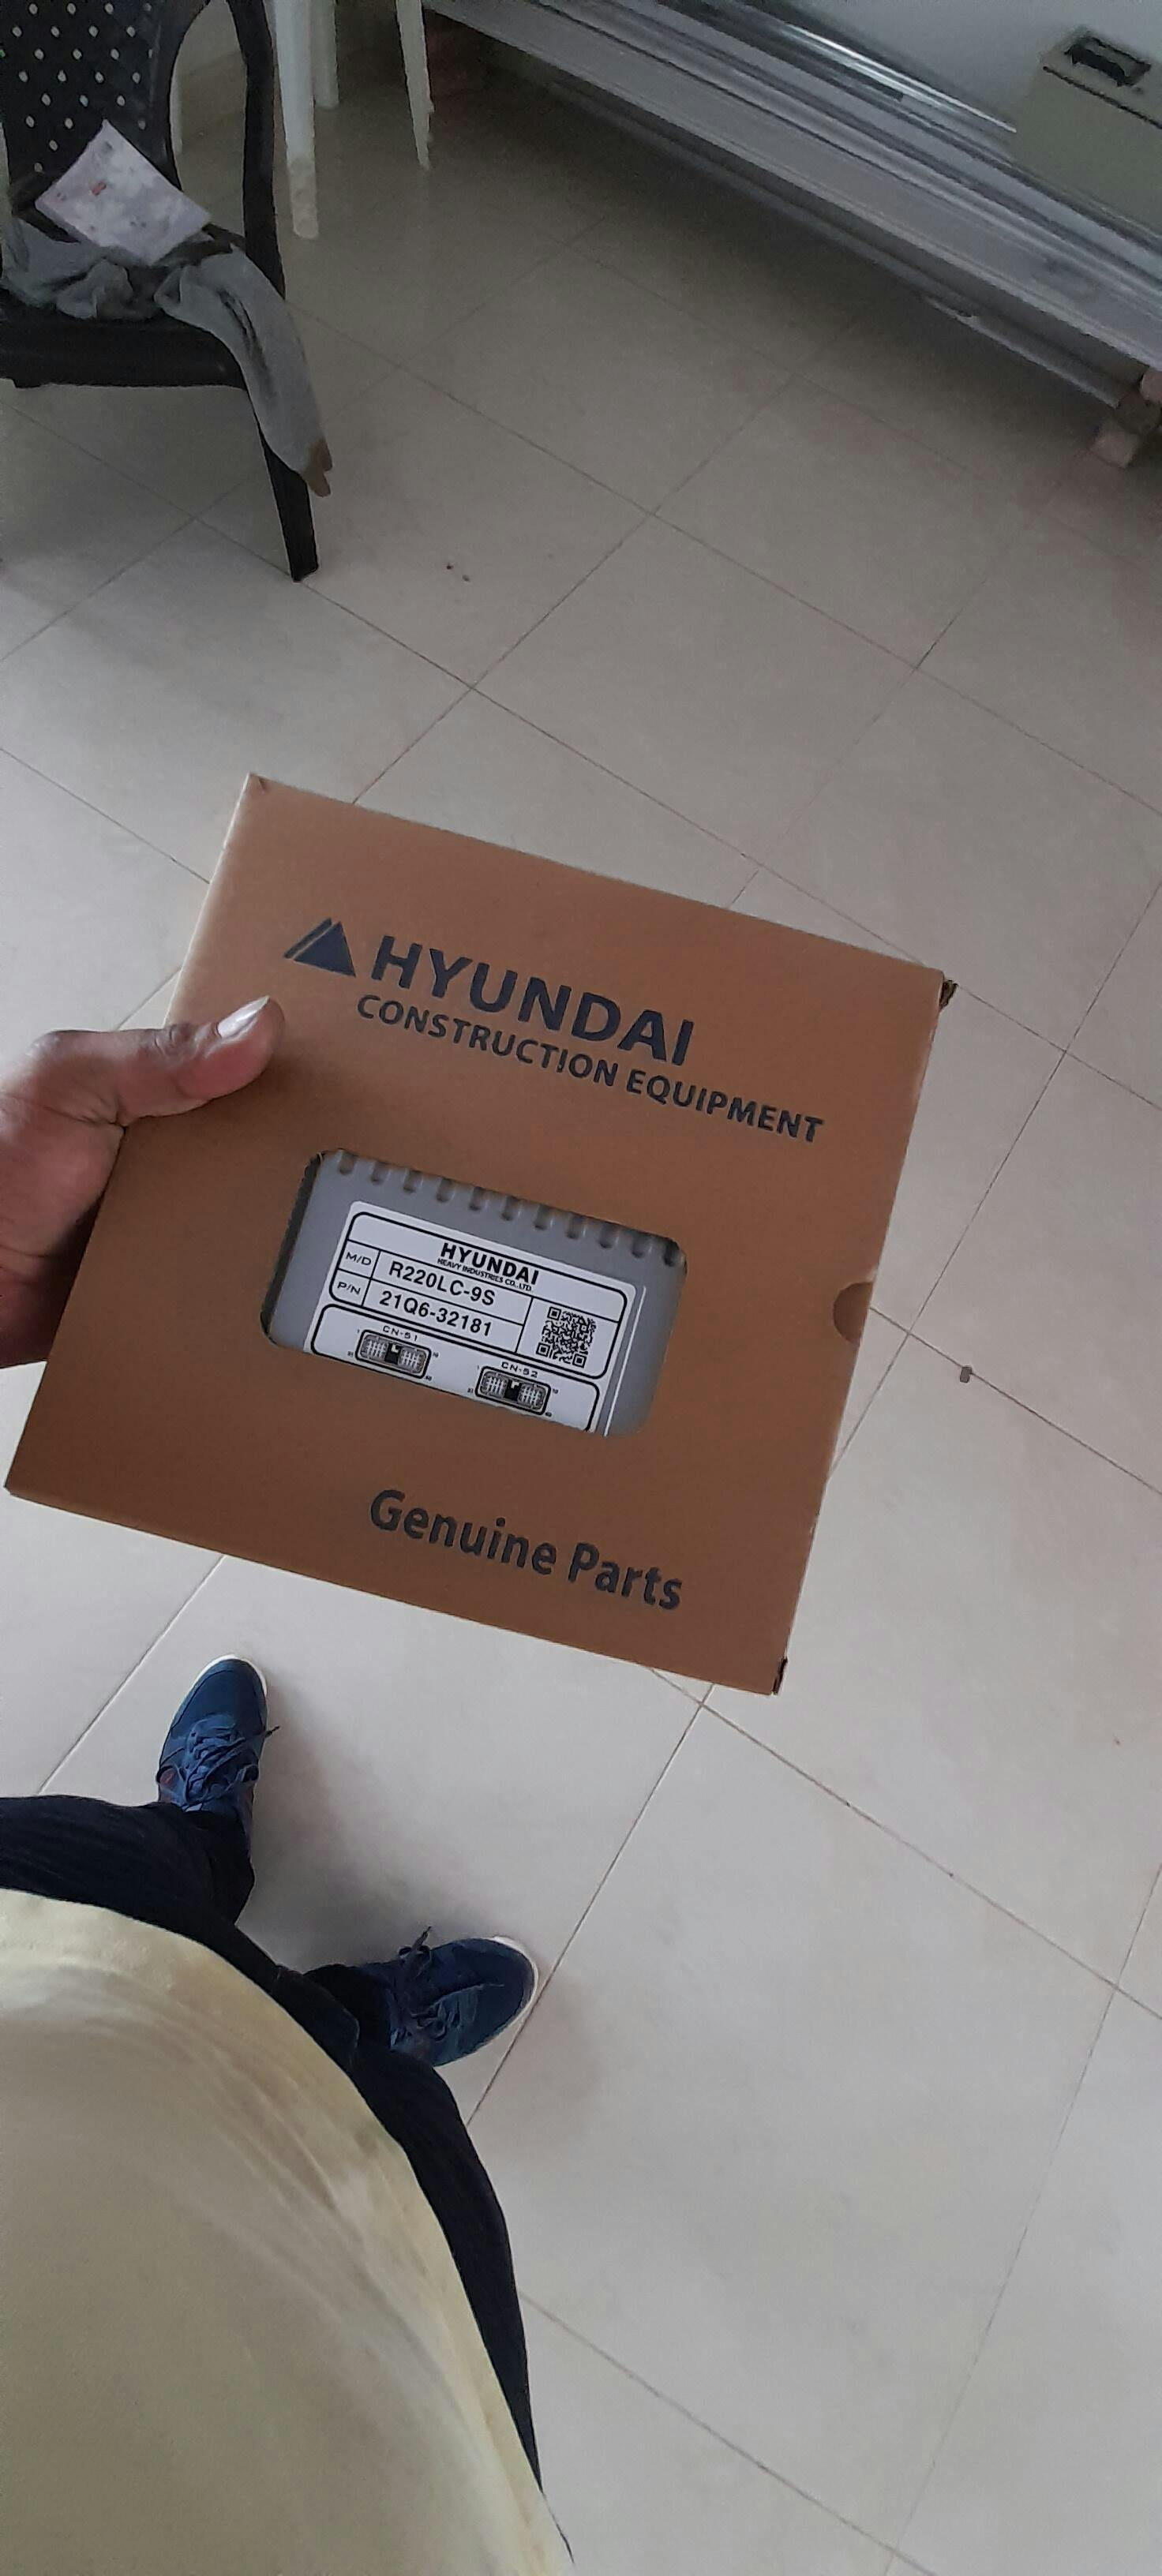 HYUNDAI
CONSTRUCTION EQUIPMENT
HYUNDAI
HEAVY INDUSTRIES CO., LTD.
M/D R220LC-9S
P/N 21Q6-32181
CN-51
CN-52
Genuine Parts